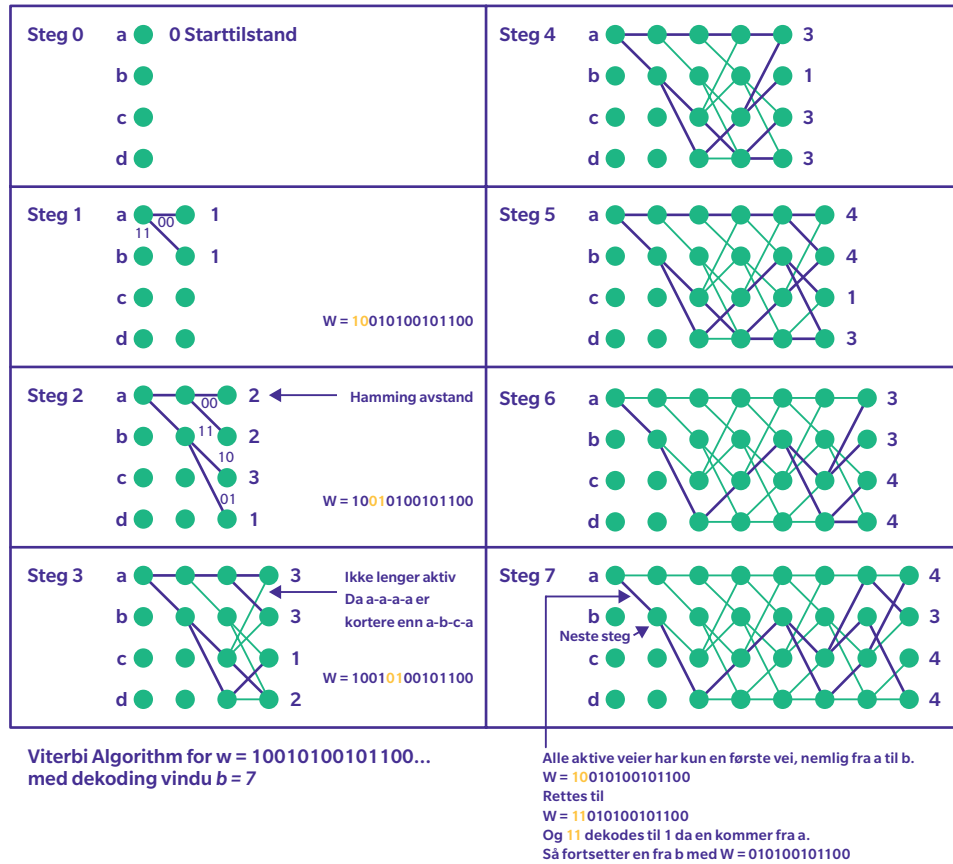 Steg 0
a
0 Starttilstand
b
c
d
Steg 1
a
1
00
11
b
1
c
W = 10010100101100
d
Steg 2
a
2
Hamming avstand
00
b
11
2
10
c
3
01
W = 10010100101100
d
1
Steg 3
a
3
Ikke lenger aktiv
Da a-a-a-a er
kortere enn a-b-c-a
b
3
c
1
W = 10010100101100
d
2
Steg 4
a
3
b
1
c
3
d
3
Steg 5
a
4
b
4
c
1
d
3
Steg 6
a
3
b
3
c
4
d
4
Steg 7
a
4
b
3
Neste steg
c
4
d
4
Viterbi Algorithm for w = 10010100101100...
med dekoding vindu b = 7
Alle aktive veier har kun en første vei, nemlig fra a til b.
W = 10010100101100
Rettes til
W = 11010100101100
Og 11 dekodes til 1 da en kommer fra a.
Så fortsetter en fra b med W = 010100101100